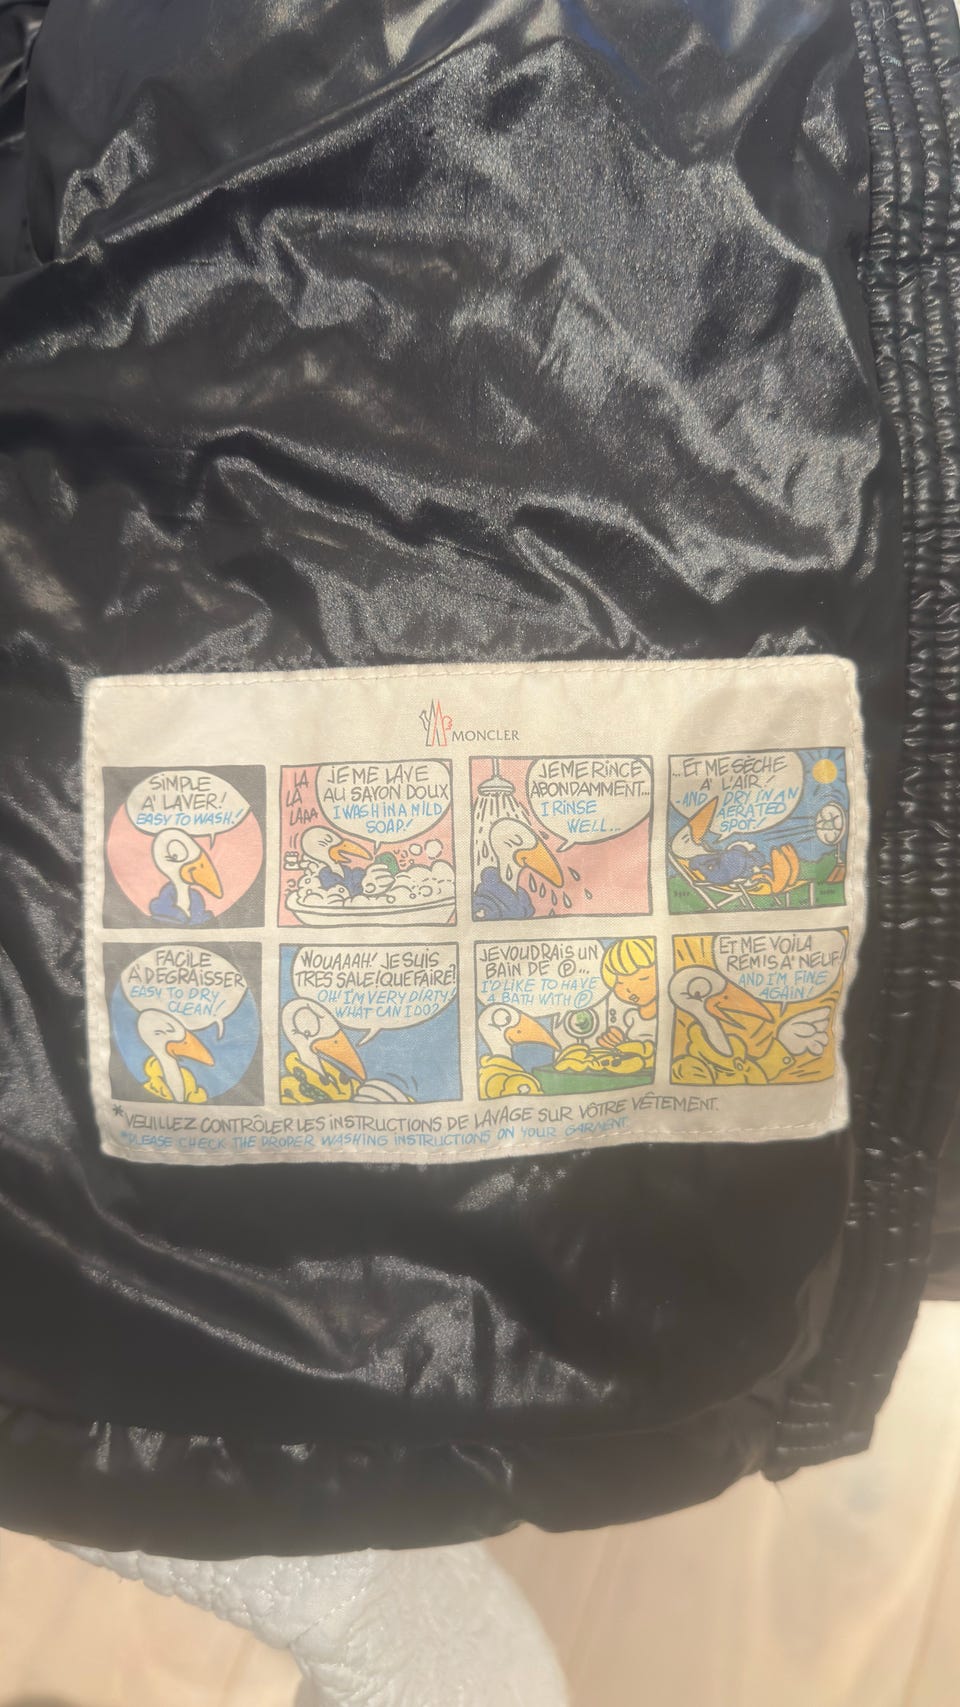 MONCLER
SIMPLE
A' LAVER!
EASY TO WASH!
LA
LA
LAAA
JE ME LAVE
AU SAVON DOUX
I WASH IN A MILD
SOAP!
JE ME RINCE
ABONDAMMENT...
I RINSE
WELL...
...ET ME SÈCHE
A' L'AIR!
-AND I DRY IN AN
AERATED
SPOT!
FACILE
A' DEGRAISSER
EASY TO DRY
CLEAN!
WOUAAAH! JE SUIS
TRES SALE! QUE FAIRE?
OH! I'M VERY DIRTY!
WHAT CAN I DO?
JE VOUDRAIS UN
BAIN DE Ⓟ...
I'D LIKE TO HAVE
A BATH WITH Ⓟ
ET ME VOILA
REMIS A' NEUF!
AND I'M FINE
AGAIN!
*VEUILLEZ CONTRÔLER LES INSTRUCTIONS DE LAVAGE SUR VÔTRE VÊTEMENT.
*PLEASE CHECK THE PROPER WASHING INSTRUCTIONS ON YOUR GARMENT.